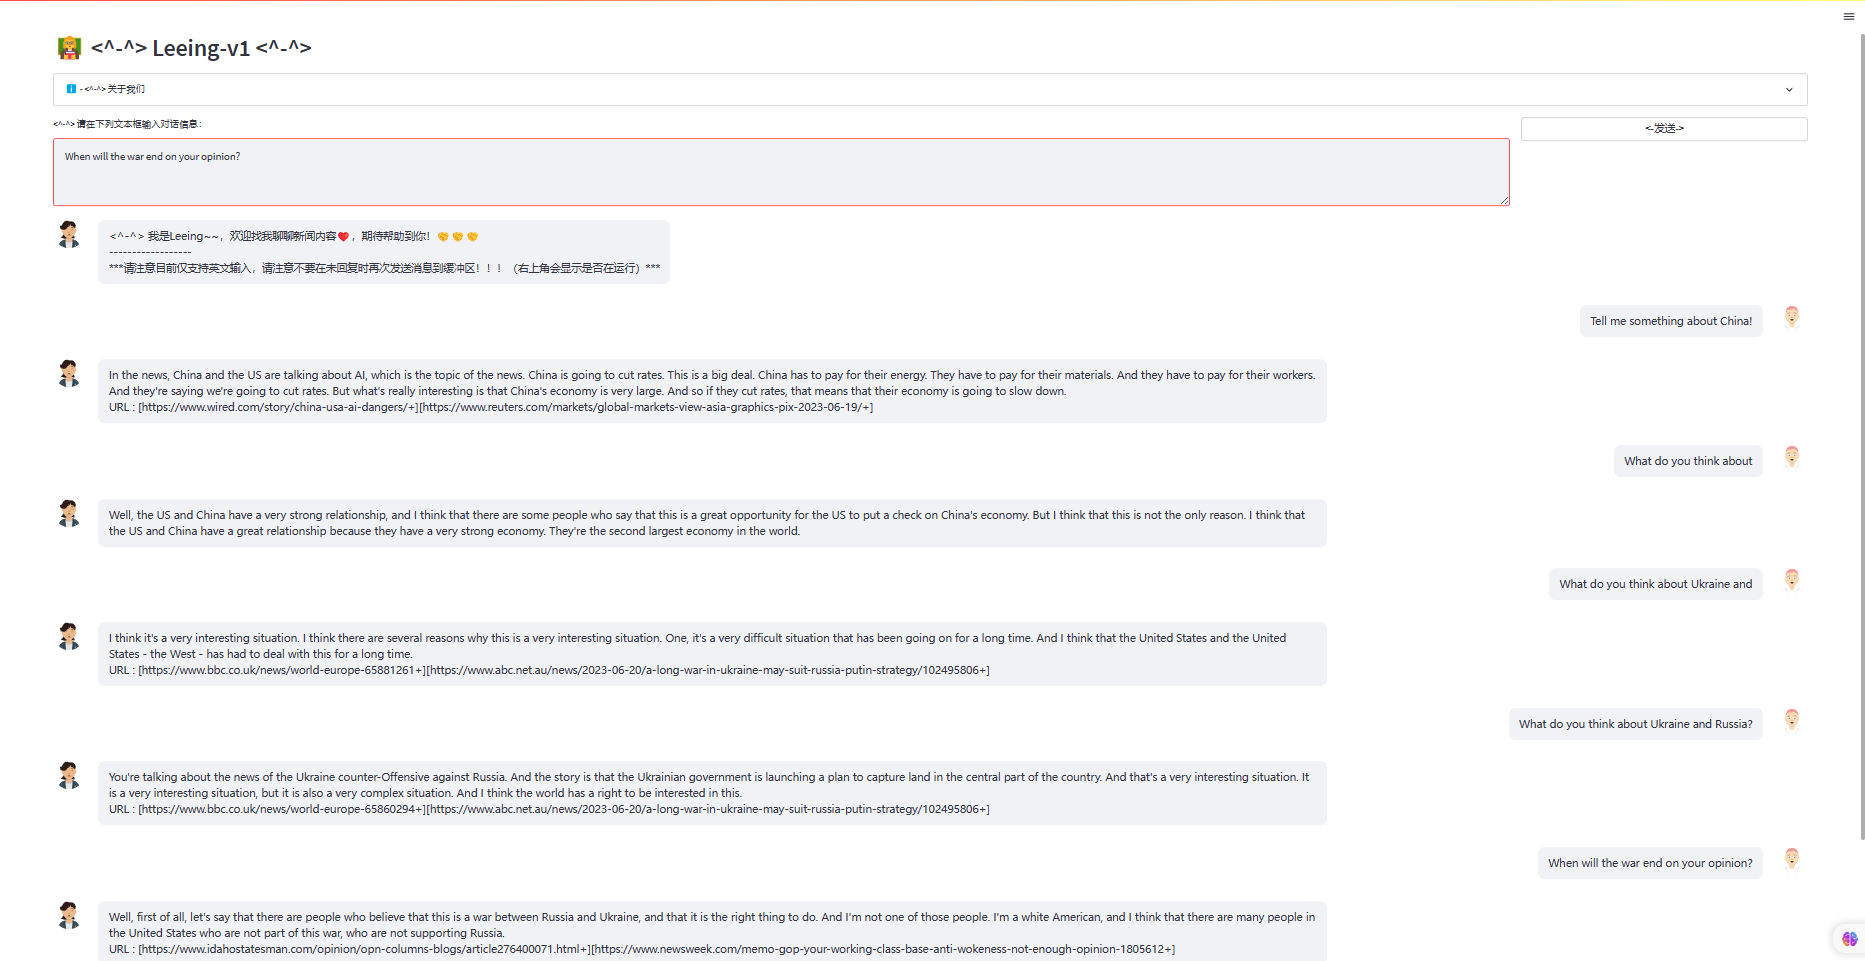 <^-^> Leeing-v1 <^-^>
- <^-^> 关于我们
<^-^> 请在下列文本框输入对话信息:
<-发送->
When will the war end on your opinion?
<^-^> 我是Leeing~~，欢迎找我聊聊新闻内容❤️，期待帮助到你！🤝🤝🤝
------------------
***请注意目前仅支持英文输入，请注意不要在未回复时再次发送消息到缓冲区！！！（右上角会显示是否在运行）***
Tell me something about China!
In the news, China and the US are talking about AI, which is the topic of the news. China is going to cut rates. This is a big deal. China has to pay for their energy. They have to pay for their materials. And they have to pay for their workers.
And they're saying we're going to cut rates. But what's really interesting is that China's economy is very large. And so if they cut rates, that means that their economy is going to slow down.
URL : [https://www.wired.com/story/china-usa-ai-dangers/+][https://www.reuters.com/markets/global-markets-view-asia-graphics-pix-2023-06-19/+]
What do you think about
Well, the US and China have a very strong relationship, and I think that there are some people who say that this is a great opportunity for the US to put a check on China's economy. But I think that this is not the only reason. I think that
the US and China have a great relationship because they have a very strong economy. They're the second largest economy in the world.
What do you think about Ukraine and
I think it's a very interesting situation. I think there are several reasons why this is a very interesting situation. One, it's a very difficult situation that has been going on for a long time. And I think that the United States and the United
States - the West - has had to deal with this for a long time.
URL : [https://www.bbc.co.uk/news/world-europe-65881261+][https://www.abc.net.au/news/2023-06-20/a-long-war-in-ukraine-may-suit-russia-putin-strategy/102495806+]
What do you think about Ukraine and Russia?
You're talking about the news of the Ukraine counter-Offensive against Russia. And the story is that the Ukrainian government is launching a plan to capture land in the central part of the country. And that's a very interesting situation. It
is a very interesting situation, but it is also a very complex situation. And I think the world has a right to be interested in this.
URL : [https://www.bbc.co.uk/news/world-europe-65860294+][https://www.abc.net.au/news/2023-06-20/a-long-war-in-ukraine-may-suit-russia-putin-strategy/102495806+]
When will the war end on your opinion?
Well, first of all, let's say that there are people who believe that this is a war between Russia and Ukraine, and that it is the right thing to do. And I'm not one of those people. I'm a white American, and I think that there are many people in
the United States who are not part of this war, who are not supporting Russia.
URL : [https://www.idahostatesman.com/opinion/opn-columns-blogs/article276400071.html+][https://www.newsweek.com/memo-gop-your-working-class-base-anti-wokeness-not-enough-opinion-1805612+]